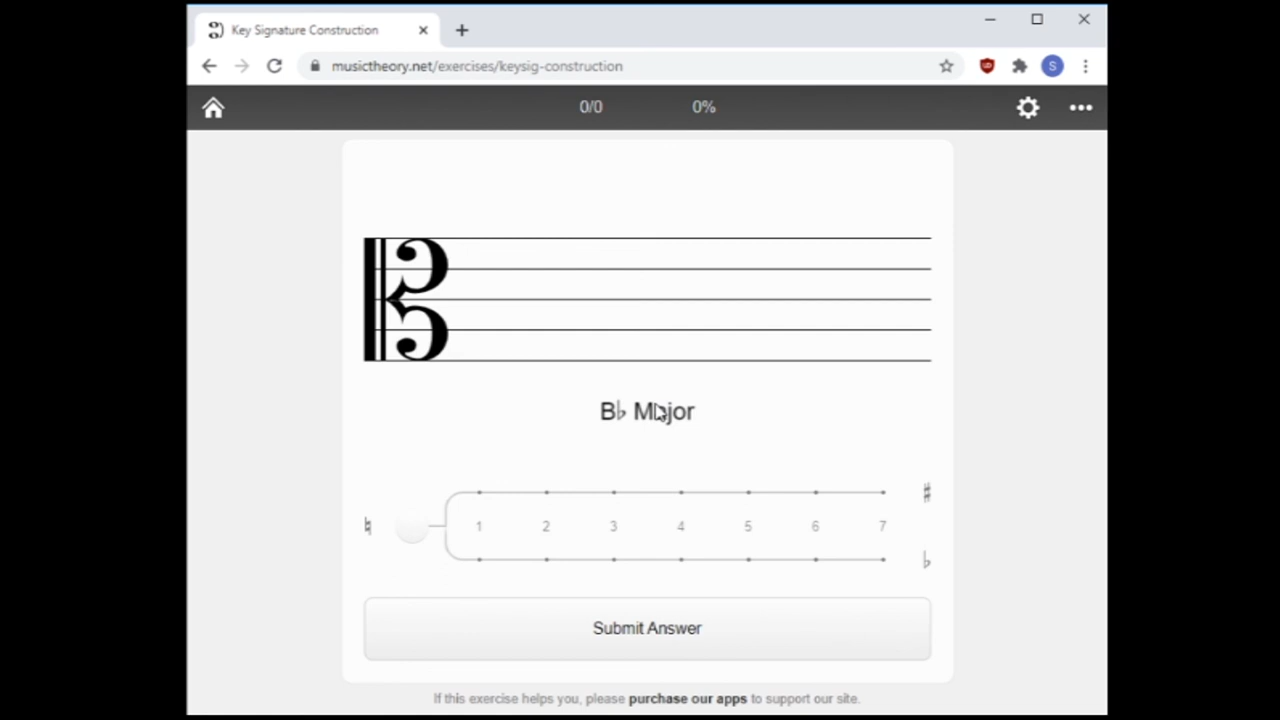 Key Signature Construction
musictheory.net/exercises/keysig-construction
S
0/0 0%
B♭ Major
♮ 1 2 3 4 5 6 7 ♯
♭
Submit Answer
If this exercise helps you, please purchase our apps to support our site.